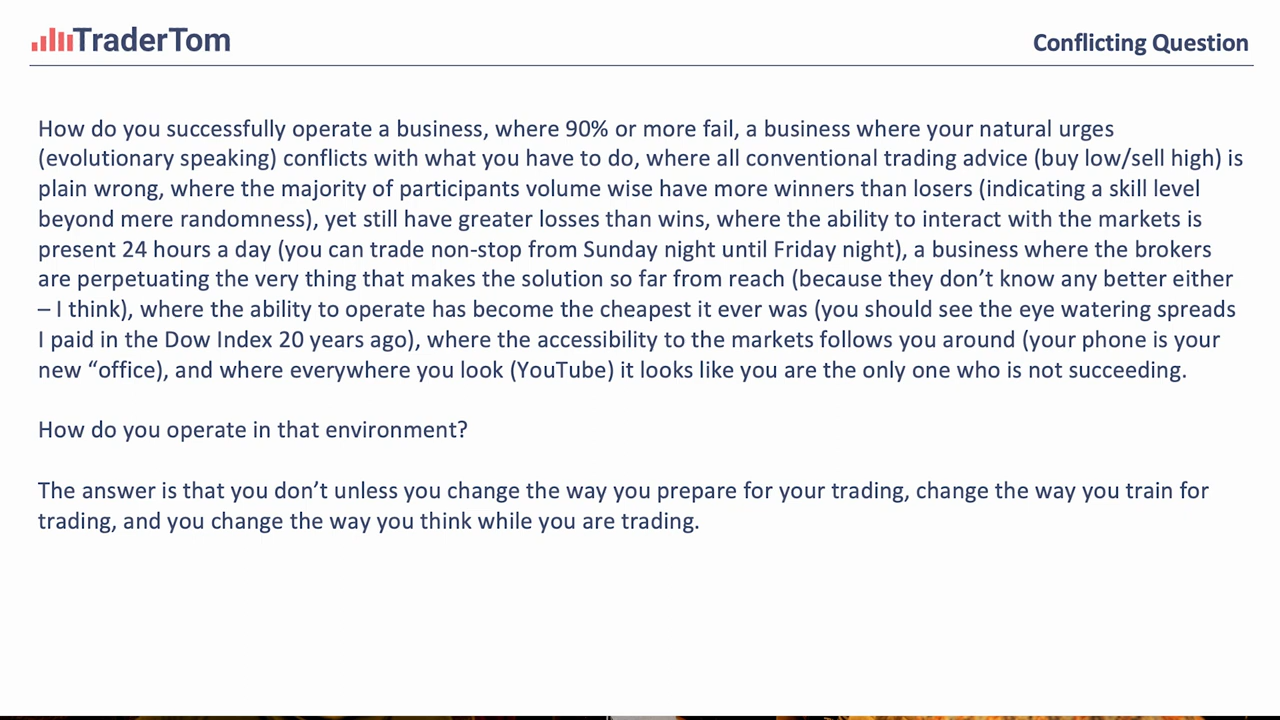 TraderTom
Conflicting Question
How do you successfully operate a business, where 90% or more fail, a business where your natural urges
(evolutionary speaking) conflicts with what you have to do, where all conventional trading advice (buy low/sell high) is
plain wrong, where the majority of participants volume wise have more winners than losers (indicating a skill level
beyond mere randomness), yet still have greater losses than wins, where the ability to interact with the markets is
present 24 hours a day (you can trade non-stop from Sunday night until Friday night), a business where the brokers
are perpetuating the very thing that makes the solution so far from reach (because they don’t know any better either
– I think), where the ability to operate has become the cheapest it ever was (you should see the eye watering spreads
I paid in the Dow Index 20 years ago), where the accessibility to the markets follows you around (your phone is your
new “office), and where everywhere you look (YouTube) it looks like you are the only one who is not succeeding.
How do you operate in that environment?
The answer is that you don’t unless you change the way you prepare for your trading, change the way you train for
trading, and you change the way you think while you are trading.